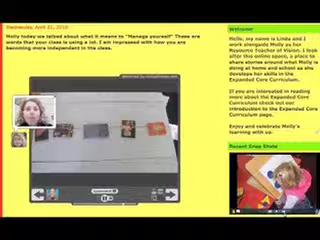 Wednesday, April 21, 2010
Molly today we talked about what it means to "Manage yourself" These are
words that your class is using a lot. I am impressed with how you are
becoming more independent in the class.
Welcome
Hello, my name is Linda and I
work alongside Molly as her
Resource Teacher of Vision. I look
after this online space, a place to
share stories around what Molly is
doing at home and school as she
develops her skills in the
Expanded Core Curriculum.
If you are interested in reading
more about the Expanded Core
Curriculum check out our
introduction to the Expanded Core
Curriculum page.
Enjoy and celebrate Molly's
learning with us.
Recent Snap Shots